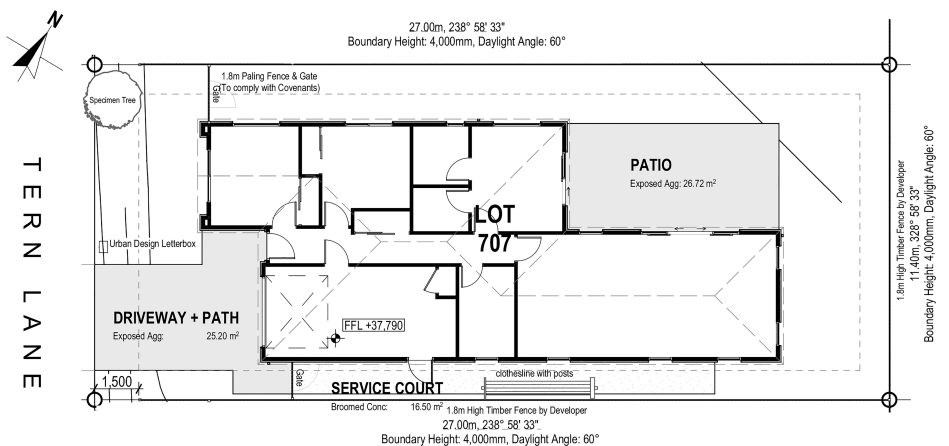 N
27.00m, 238° 58' 33"
Boundary Height: 4,000mm, Daylight Angle: 60°
1.8m Paling Fence & Gate
(To comply with Covenants)
Gate
Specimen Tree
PATIO
Exposed Agg: 26.72 m²
LOT
707
TERN LANE
Urban Design Letterbox
DRIVEWAY + PATH
Exposed Agg: 25.20 m²
FFL +37,790
1,500
Gate
SERVICE COURT
Broomed Conc: 16.50 m²
clothesline with posts
1.8m High Timber Fence by Developer
27.00m, 238° 58' 33"
Boundary Height: 4,000mm, Daylight Angle: 60°
1.8m High Timber Fence by Developer
11.40m, 328° 58' 33"
Boundary Height: 4,000mm, Daylight Angle: 60°